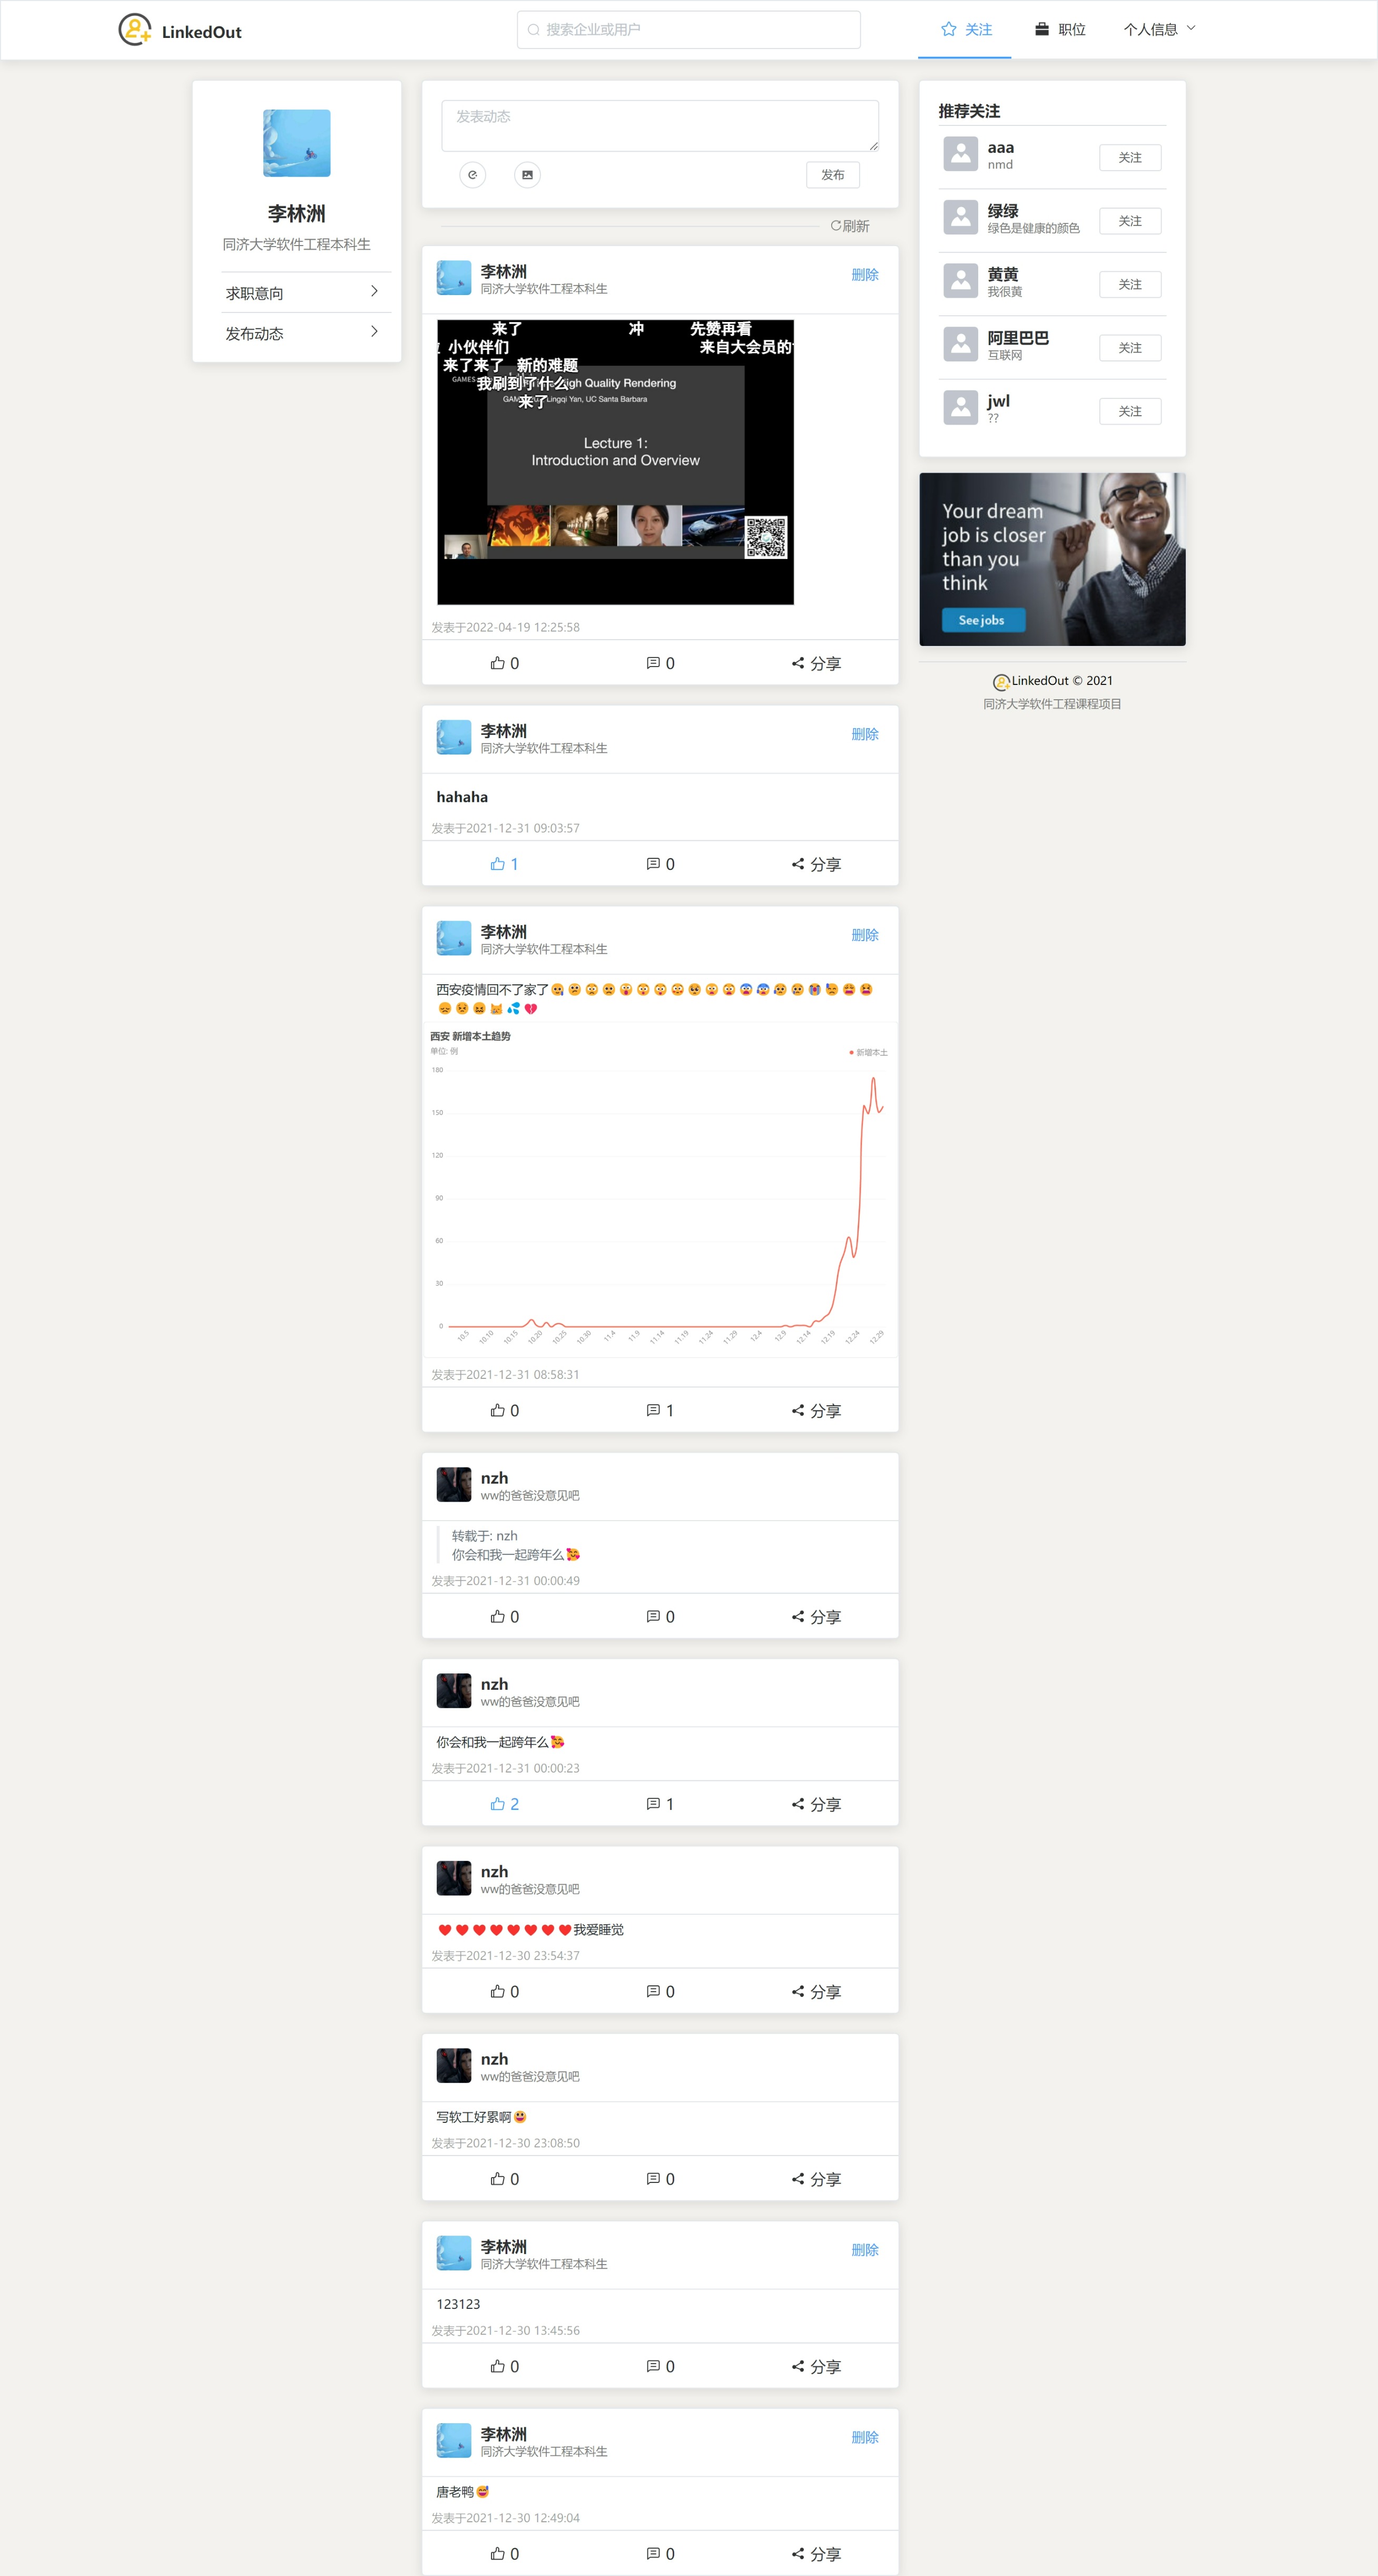 LinkedOut
搜索企业或用户
关注
职位
个人信息
李林洲
同济大学软件工程本科生
求职意向
发布动态
发表动态
发布
刷新
李林洲
同济大学软件工程本科生
删除
来了 冲 先赞再看
小伙伴们 来自大会员的
来了来了 新的难题
我刷到了什么
来了
GAMES
High Quality Rendering
Lingqi Yan, UC Santa Barbara
Lecture 1:
Introduction and Overview
发表于2022-04-19 12:25:58
0 0 分享
李林洲
同济大学软件工程本科生
删除
hahaha
发表于2021-12-31 09:03:57
1 0 分享
李林洲
同济大学软件工程本科生
删除
西安疫情回不了家了
西安 新增本土趋势
单位: 例
新增本土
180
150
120
90
60
30
0
10.5 10.10 10.15 10.20 10.25 10.30 11.4 11.9 11.14 11.19 11.24 11.29 12.4 12.9 12.14 12.19 12.24 12.29
发表于2021-12-31 08:58:31
0 1 分享
nzh
ww的爸爸没意见吧
转载于: nzh
你会和我一起跨年么🥰
发表于2021-12-31 00:00:49
0 0 分享
nzh
ww的爸爸没意见吧
你会和我一起跨年么🥰
发表于2021-12-31 00:00:23
2 1 分享
nzh
ww的爸爸没意见吧
❤❤❤❤❤❤❤❤我爱睡觉
发表于2021-12-30 23:54:37
0 0 分享
nzh
ww的爸爸没意见吧
写软工好累啊😃
发表于2021-12-30 23:08:50
0 0 分享
李林洲
同济大学软件工程本科生
删除
123123
发表于2021-12-30 13:45:56
0 0 分享
李林洲
同济大学软件工程本科生
删除
唐老鸭😅
发表于2021-12-30 12:49:04
0 0 分享
推荐关注
aaa
nmd
关注
绿绿
绿色是健康的颜色
关注
黄黄
我很黄
关注
阿里巴巴
互联网
关注
jwl
??
关注
Your dream
job is closer
than you
think
See jobs
LinkedOut © 2021
同济大学软件工程课程项目